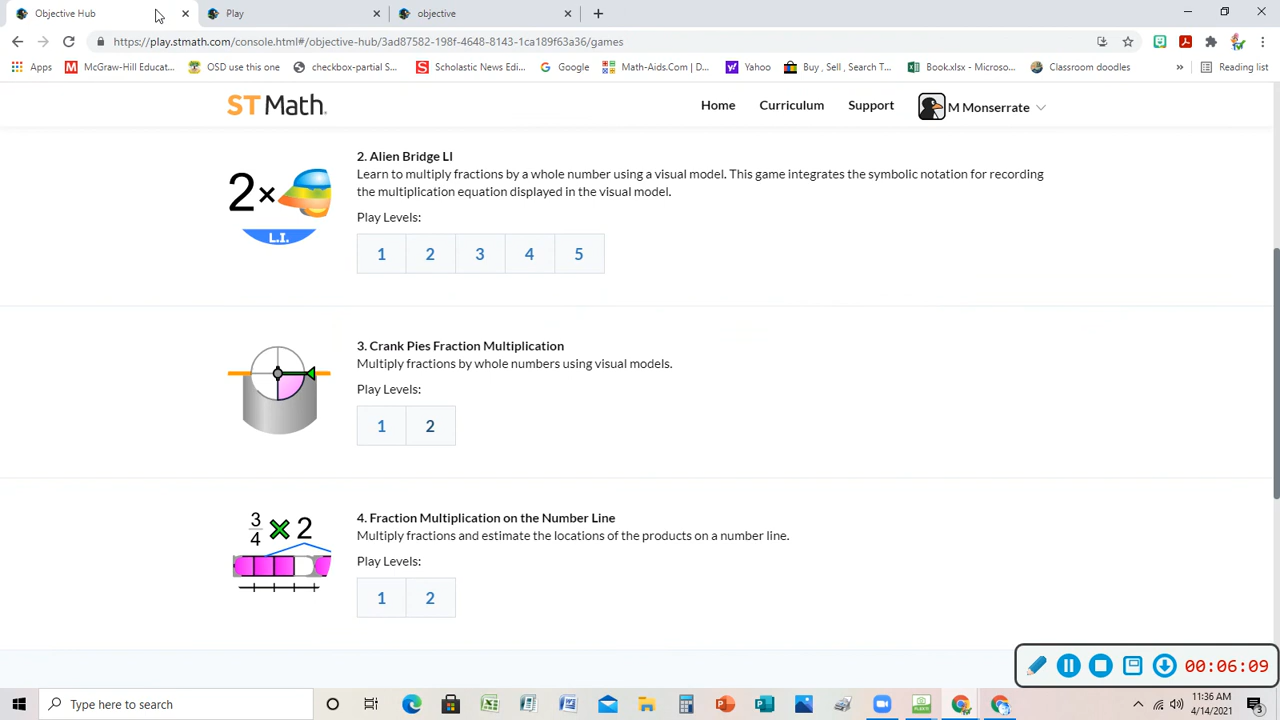 Objective Hub
Play
objective
https://play.stmath.com/console.html#/objective-hub/3ad87582-198f-4648-8143-1ca189f63a36/games
Apps
McGraw-Hill Educat...
OSD use this one
checkbox-partial S...
Scholastic News Edi...
Google
Math-Aids.Com | D...
Yahoo
Buy , Sell , Search T...
Book.xlsx - Microso...
Classroom doodles
»
Reading list
ST Math
Home
Curriculum
Support
M Monserrate
2×
L.I.
2. Alien Bridge LI
Learn to multiply fractions by a whole number using a visual model. This game integrates the symbolic notation for recording
the multiplication equation displayed in the visual model.
Play Levels:
1 2 3 4 5
3. Crank Pies Fraction Multiplication
Multiply fractions by whole numbers using visual models.
Play Levels:
1 2
3/4 × 2
4. Fraction Multiplication on the Number Line
Multiply fractions and estimate the locations of the products on a number line.
Play Levels:
1 2
00:06:09
Type here to search
11:36 AM
4/14/2021
3